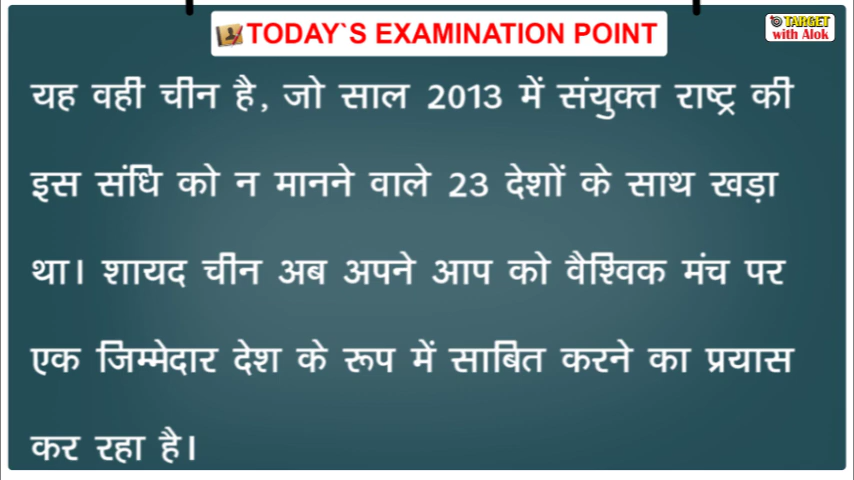 TODAY`S EXAMINATION POINT
TARGET
with Alok
यह वही चीन है, जो साल 2013 में संयुक्त राष्ट्र की
इस संधि को न मानने वाले 23 देशों के साथ खड़ा
था। शायद चीन अब अपने आप को वैश्विक मंच पर
एक जिम्मेदार देश के रूप में साबित करने का प्रयास
कर रहा है।